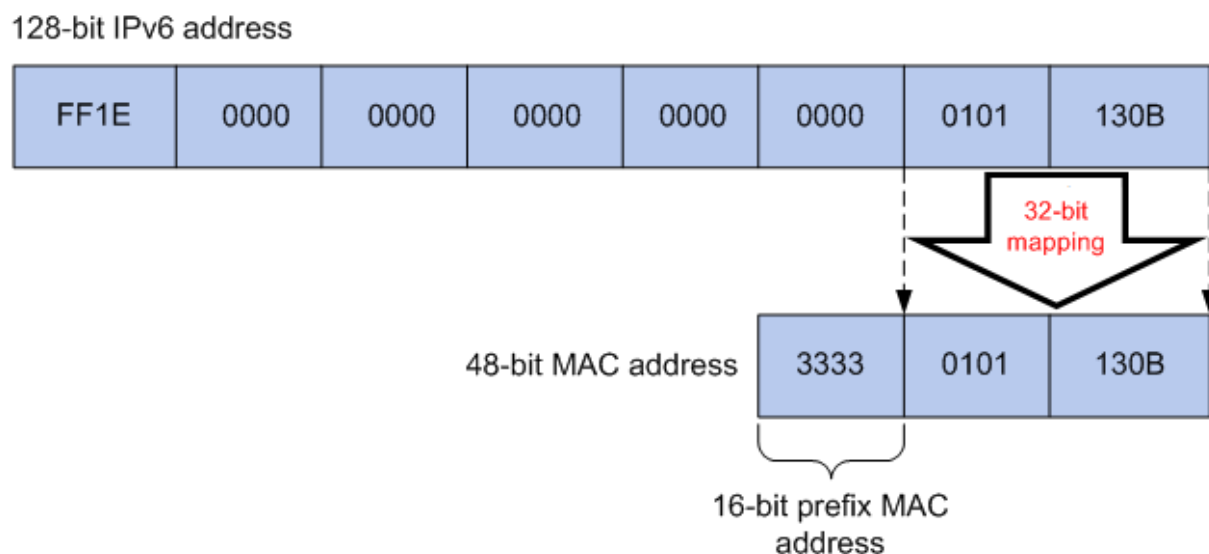 128-bit IPv6 address
FF1E 0000 0000 0000 0000 0000 0101 130B
32-bit
mapping
48-bit MAC address 3333 0101 130B
16-bit prefix MAC
address